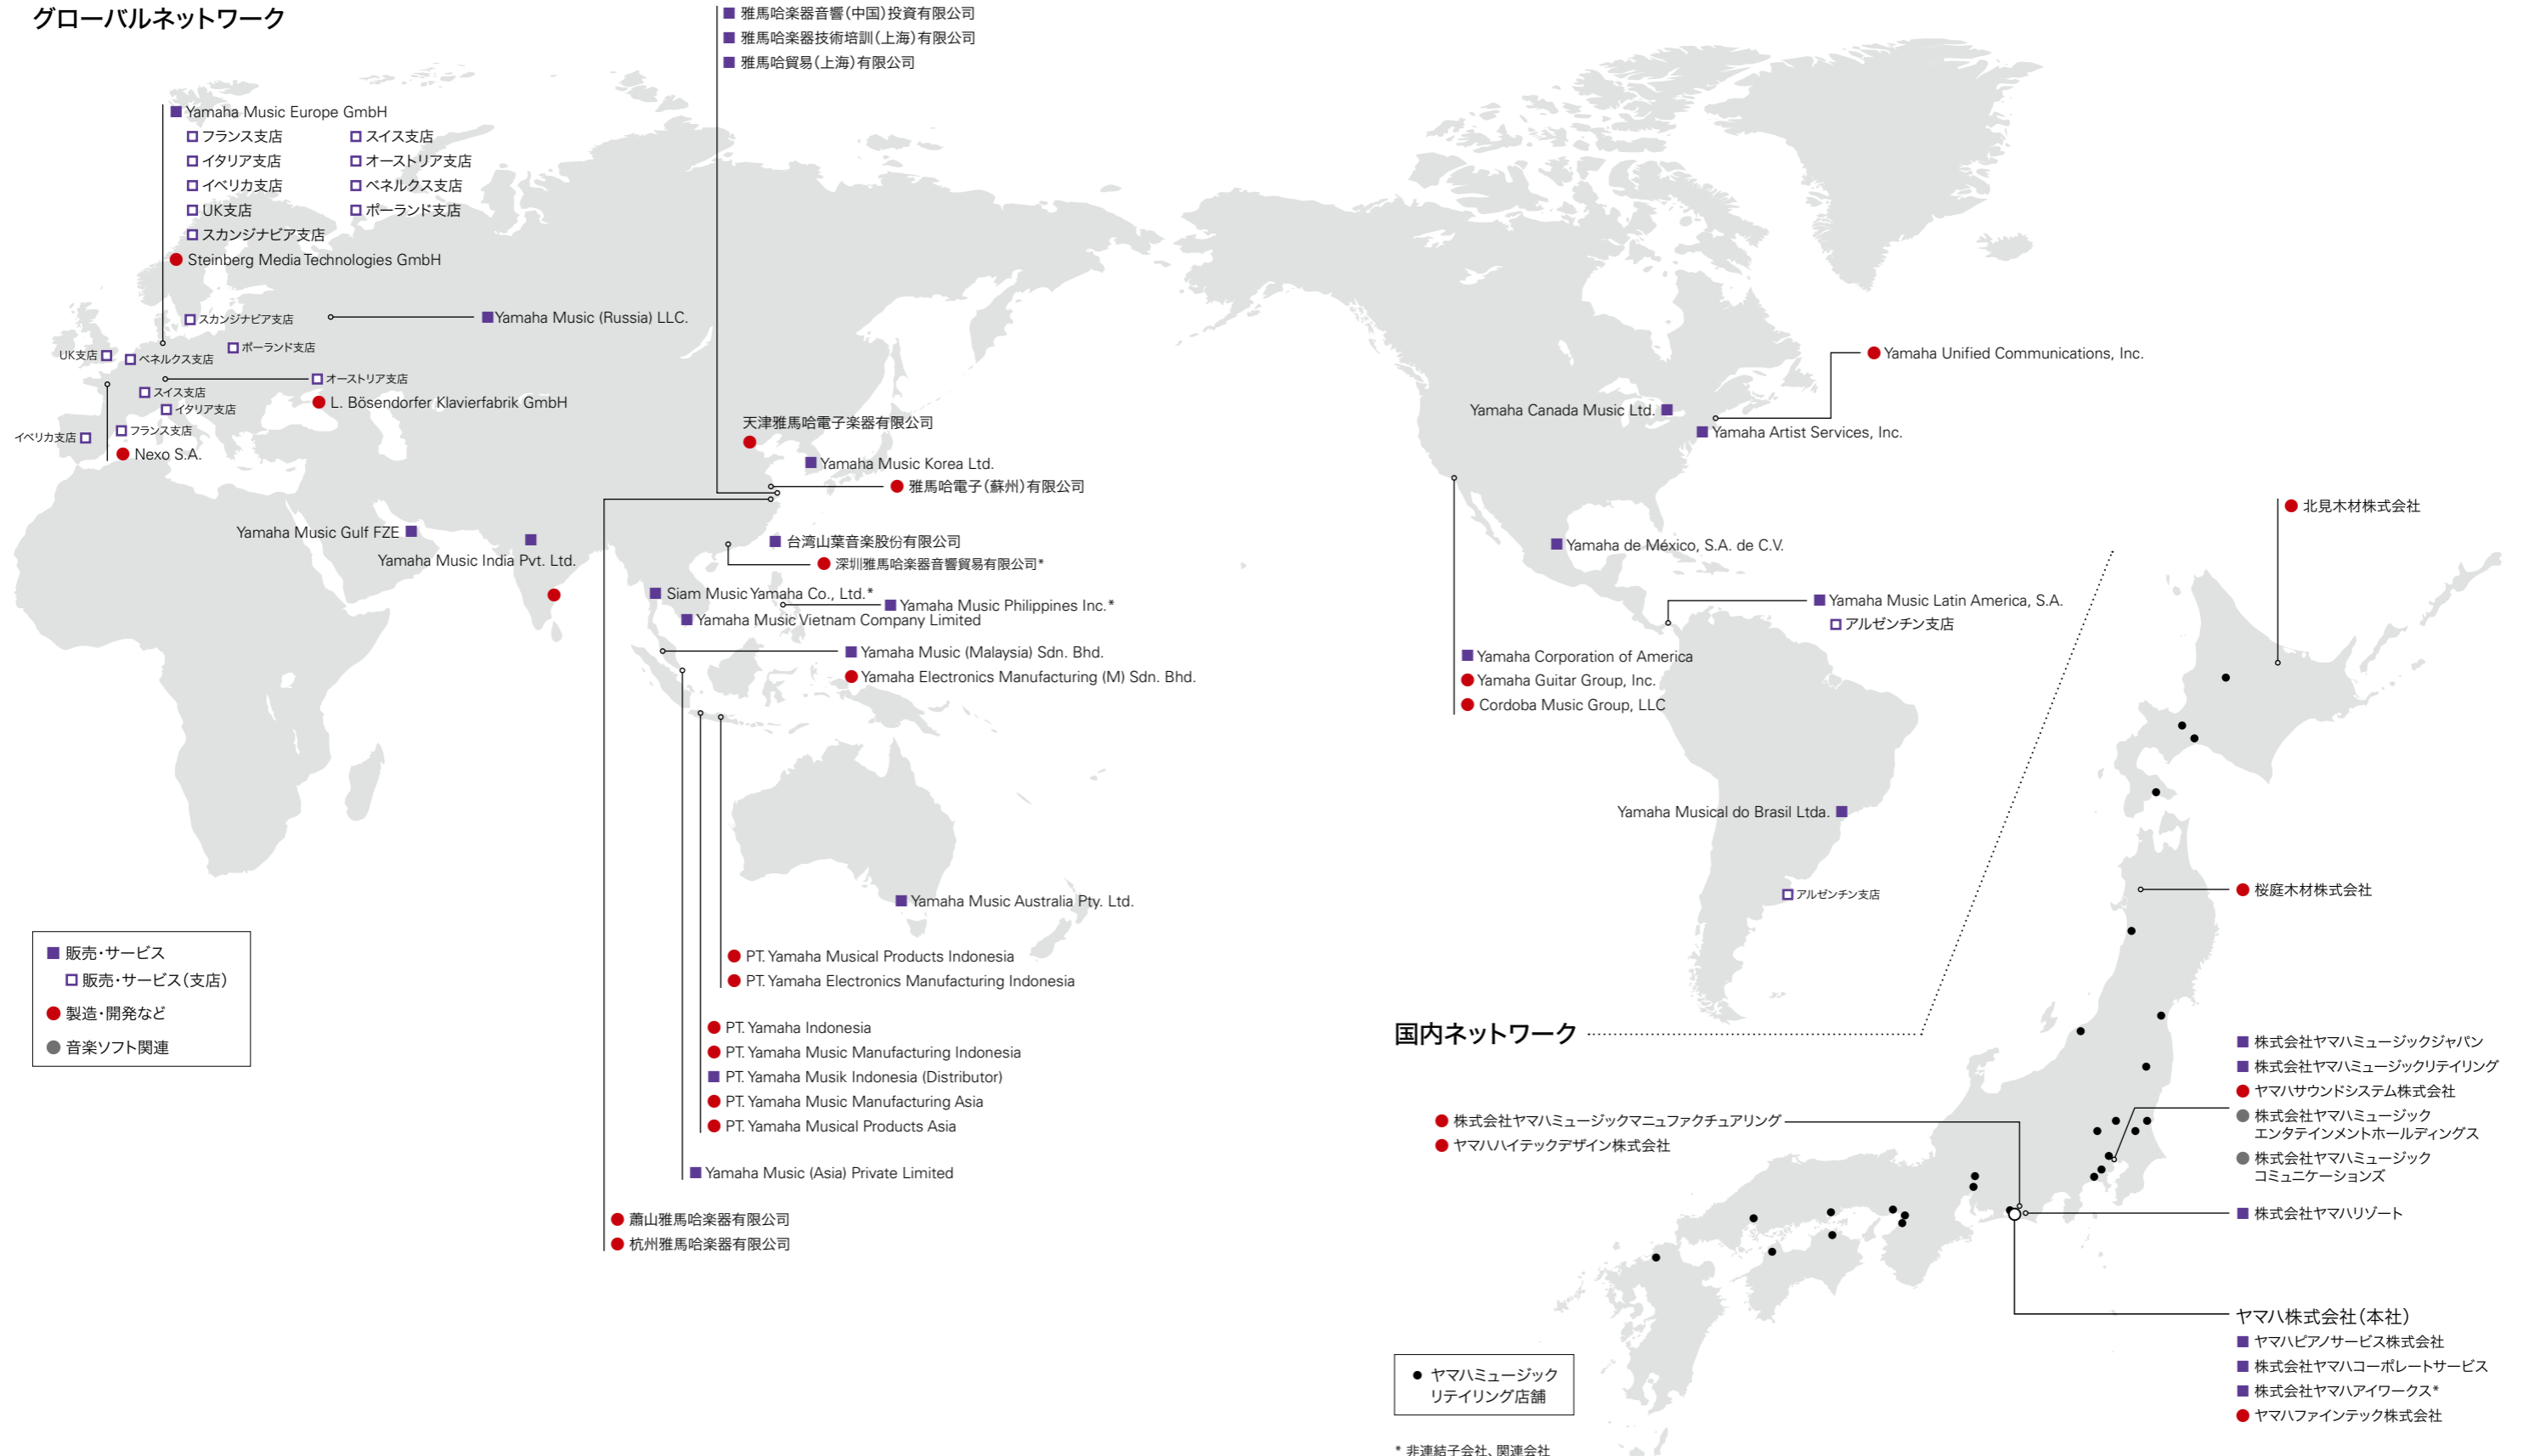 グローバルネットワーク
雅馬哈楽器音響(中国)投資有限公司
雅馬哈楽器技術培訓(上海)有限公司
雅馬哈貿易(上海)有限公司
Yamaha Music Europe GmbH
フランス支店
スイス支店
イタリア支店
オーストリア支店
イベリカ支店
ベネルクス支店
UK支店
ポーランド支店
スカンジナビア支店
Steinberg Media Technologies GmbH
スカンジナビア支店
Yamaha Music (Russia) LLC.
UK支店
ベネルクス支店
ポーランド支店
オーストリア支店
スイス支店
L. Bösendorfer Klavierfabrik GmbH
イタリア支店
イベリカ支店
フランス支店
Nexo S.A.
天津雅馬哈電子楽器有限公司
Yamaha Music Korea Ltd.
雅馬哈電子(蘇州)有限公司
Yamaha Music Gulf FZE
Yamaha Music India Pvt. Ltd.
台湾山葉音楽股份有限公司
深圳雅馬哈楽器音響貿易有限公司*
Siam Music Yamaha Co., Ltd.*
Yamaha Music Philippines Inc.*
Yamaha Music Vietnam Company Limited
Yamaha Music (Malaysia) Sdn. Bhd.
Yamaha Electronics Manufacturing (M) Sdn. Bhd.
Yamaha Music Australia Pty. Ltd.
PT. Yamaha Musical Products Indonesia
PT. Yamaha Electronics Manufacturing Indonesia
PT. Yamaha Indonesia
PT. Yamaha Music Manufacturing Indonesia
PT. Yamaha Musik Indonesia (Distributor)
PT. Yamaha Music Manufacturing Asia
PT. Yamaha Musical Products Asia
Yamaha Music (Asia) Private Limited
蕭山雅馬哈楽器有限公司
杭州雅馬哈楽器有限公司
販売・サービス
販売・サービス(支店)
製造・開発など
音楽ソフト関連
Yamaha Unified Communications, Inc.
Yamaha Canada Music Ltd.
Yamaha Artist Services, Inc.
Yamaha de México, S.A. de C.V.
Yamaha Music Latin America, S.A.
アルゼンチン支店
Yamaha Corporation of America
Yamaha Guitar Group, Inc.
Cordoba Music Group, LLC
Yamaha Musical do Brasil Ltda.
アルゼンチン支店
国内ネットワーク
北見木材株式会社
桜庭木材株式会社
株式会社ヤマハミュージックジャパン
株式会社ヤマハミュージックリテイリング
ヤマハサウンドシステム株式会社
株式会社ヤマハミュージック
エンタテインメントホールディングス
株式会社ヤマハミュージック
コミュニケーションズ
株式会社ヤマハミュージックマニュファクチュアリング
ヤマハハイテックデザイン株式会社
株式会社ヤマハリゾート
ヤマハ株式会社(本社)
ヤマハピアノサービス株式会社
株式会社ヤマハコーポレートサービス
株式会社ヤマハアイワークス*
ヤマハファインテック株式会社
ヤマハミュージック
リテイリング店舗
* 非連結子会社、関連会社